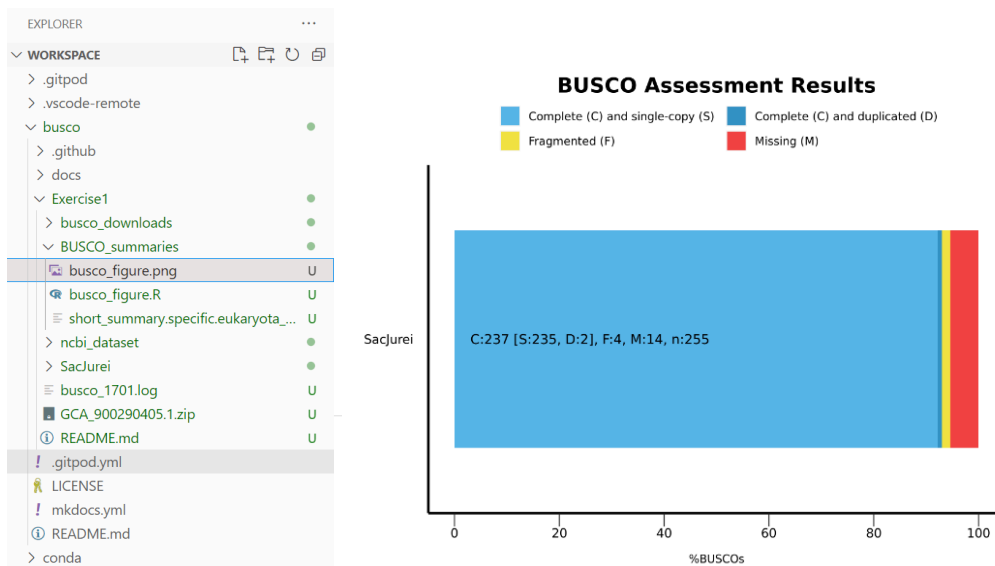 EXPLORER
WORKSPACE
.gitpod
.vscode-remote
busco
.github
docs
Exercise1
busco_downloads
BUSCO_summaries
busco_figure.png U
busco_figure.R U
short_summary.specific.eukaryota_... U
ncbi_dataset
SacJurei
busco_1701.log U
GCA_900290405.1.zip U
README.md U
.gitpod.yml
LICENSE
mkdocs.yml
README.md
conda
BUSCO Assessment Results
Complete (C) and single-copy (S) Complete (C) and duplicated (D)
Fragmented (F) Missing (M)
SacJurei C:237 [S:235, D:2], F:4, M:14, n:255
0 20 40 60 80 100
%BUSCOs